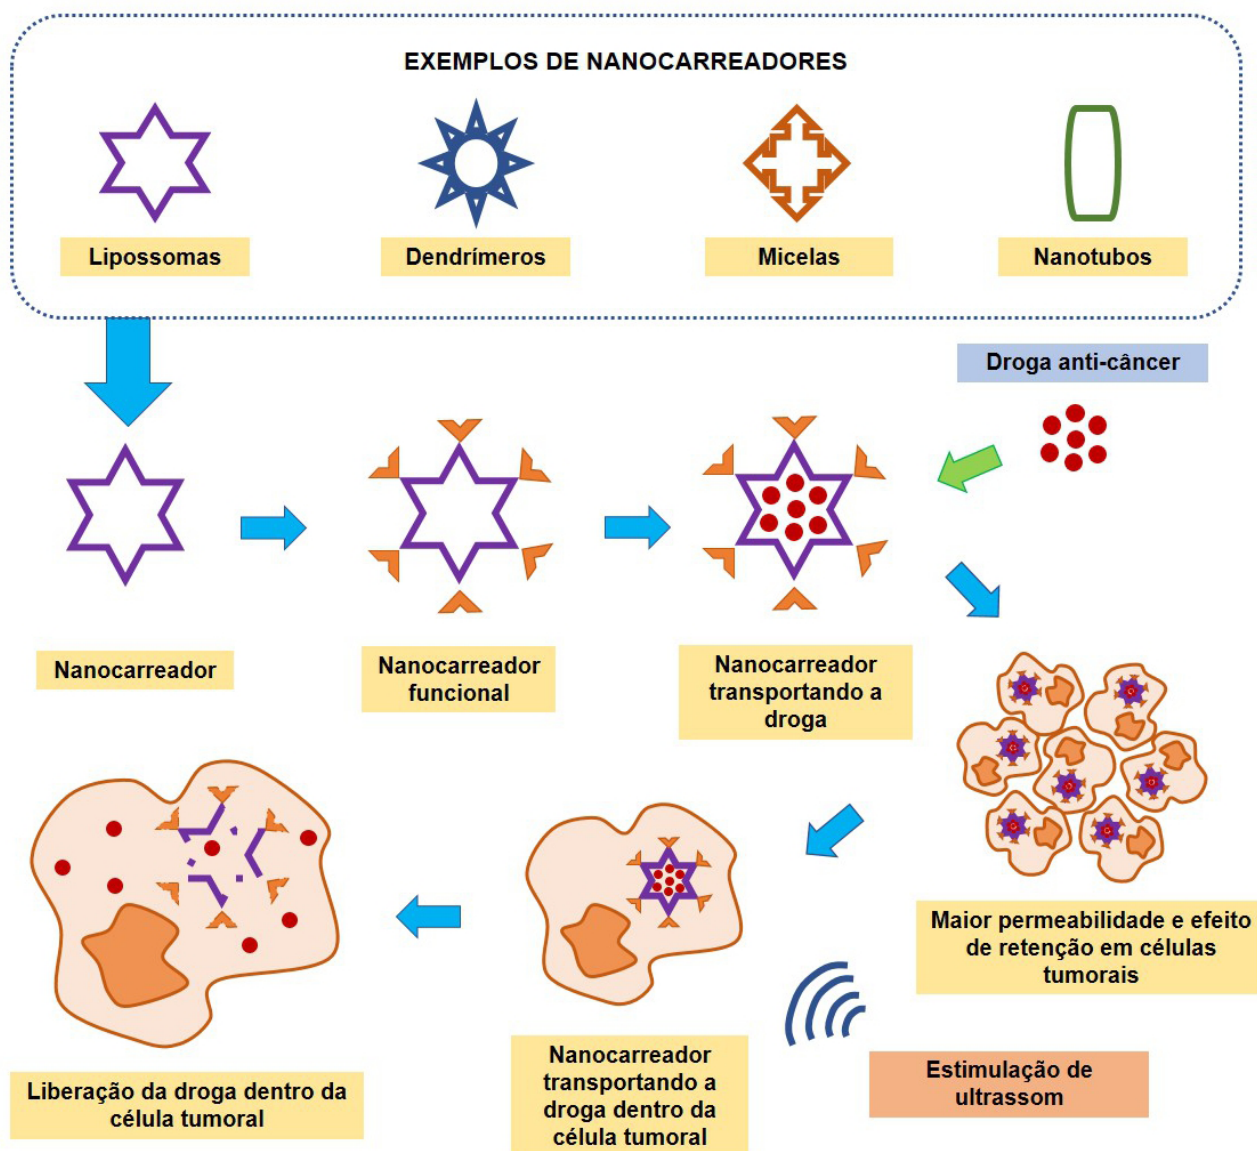 EXEMPLOS DE NANOCARREADORES
Lipossomas
Dendrímeros
Micelas
Nanotubos
Droga anti-câncer
Nanocarreador
Nanocarreador
funcional
Nanocarreador
transportando a
droga
Maior permeabilidade e efeito
de retenção em células
tumorais
Estimulação de
ultrassom
Nanocarreador
transportando a
droga dentro da
célula tumoral
Liberação da droga dentro da
célula tumoral